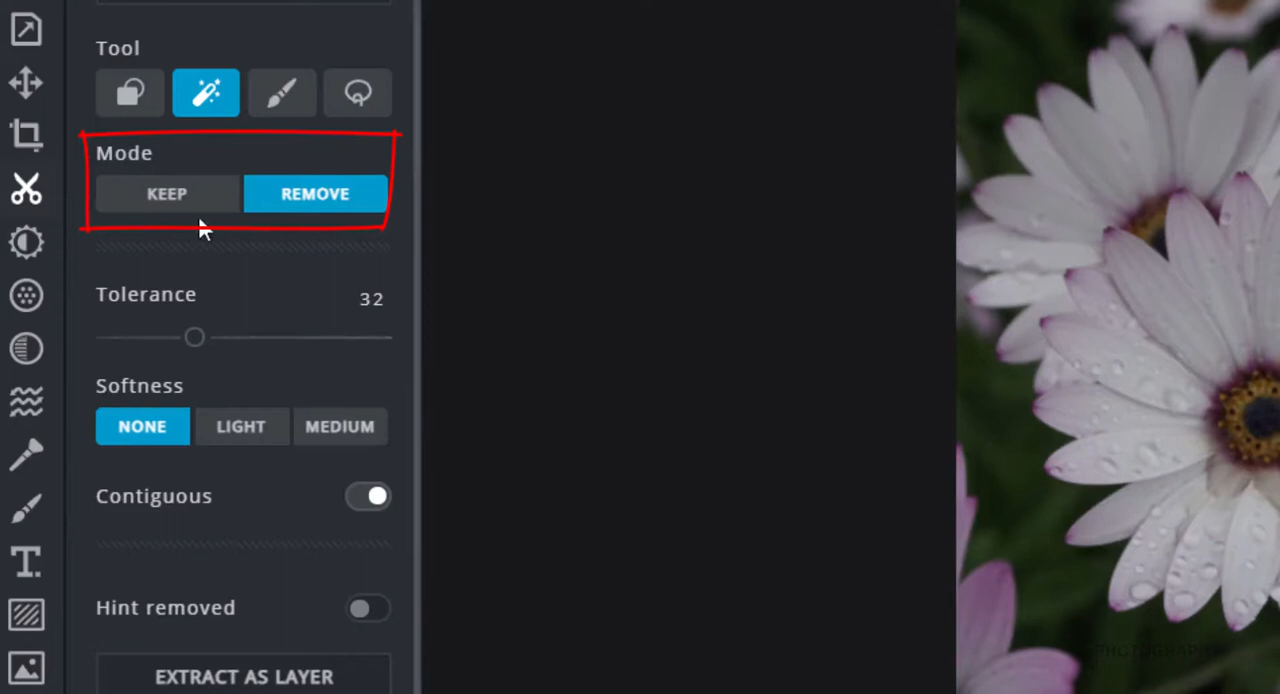 Tool
Mode
KEEP REMOVE
Tolerance 32
Softness
NONE LIGHT MEDIUM
Contiguous
Hint removed
EXTRACT AS LAYER
T.